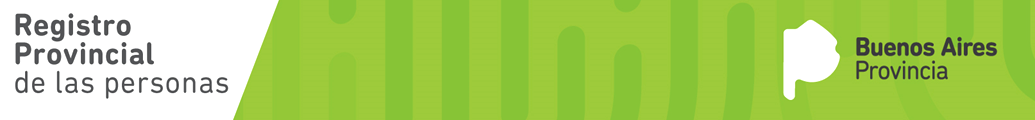 Registro
Provincial
de las personas
Buenos Aires
Provincia